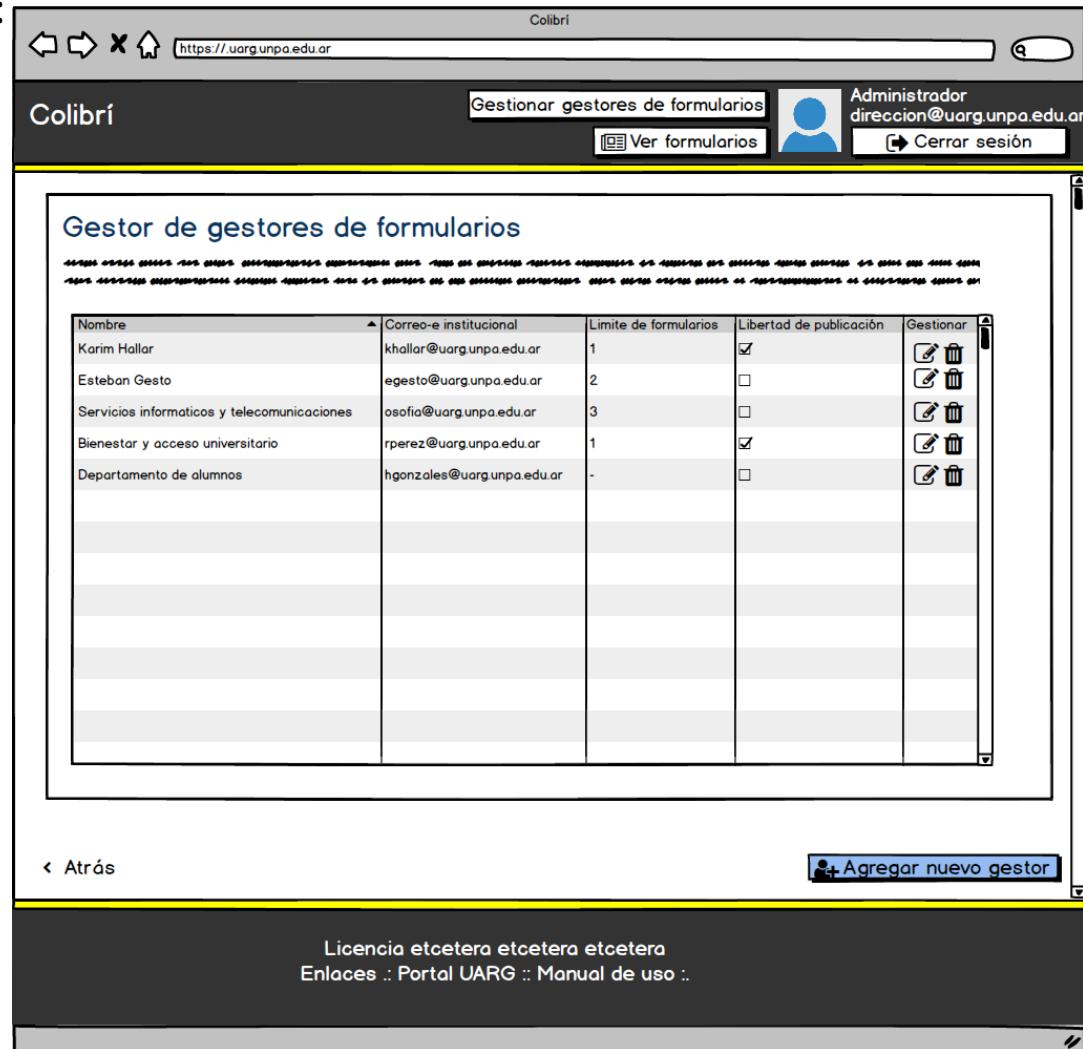 Colibrí
https://.uarg.unpa.edu.ar
Colibrí
Gestionar gestores de formularios
Ver formularios
Administrador
direccion@uarg.unpa.edu.ar
Cerrar sesión
Gestor de gestores de formularios
Nombre Correo-e institucional Limite de formularios Libertad de publicación Gestionar
Karim Hallar khallar@uarg.unpa.edu.ar 1
Esteban Gesto egesto@uarg.unpa.edu.ar 2
Servicios informaticos y telecomunicaciones osofia@uarg.unpa.edu.ar 3
Bienestar y acceso universitario rperez@uarg.unpa.edu.ar 1
Departamento de alumnos hgonzales@uarg.unpa.edu.ar -
< Atrás
Agregar nuevo gestor
Licencia etcetera etcetera etcetera
Enlaces .: Portal UARG :: Manual de uso :.